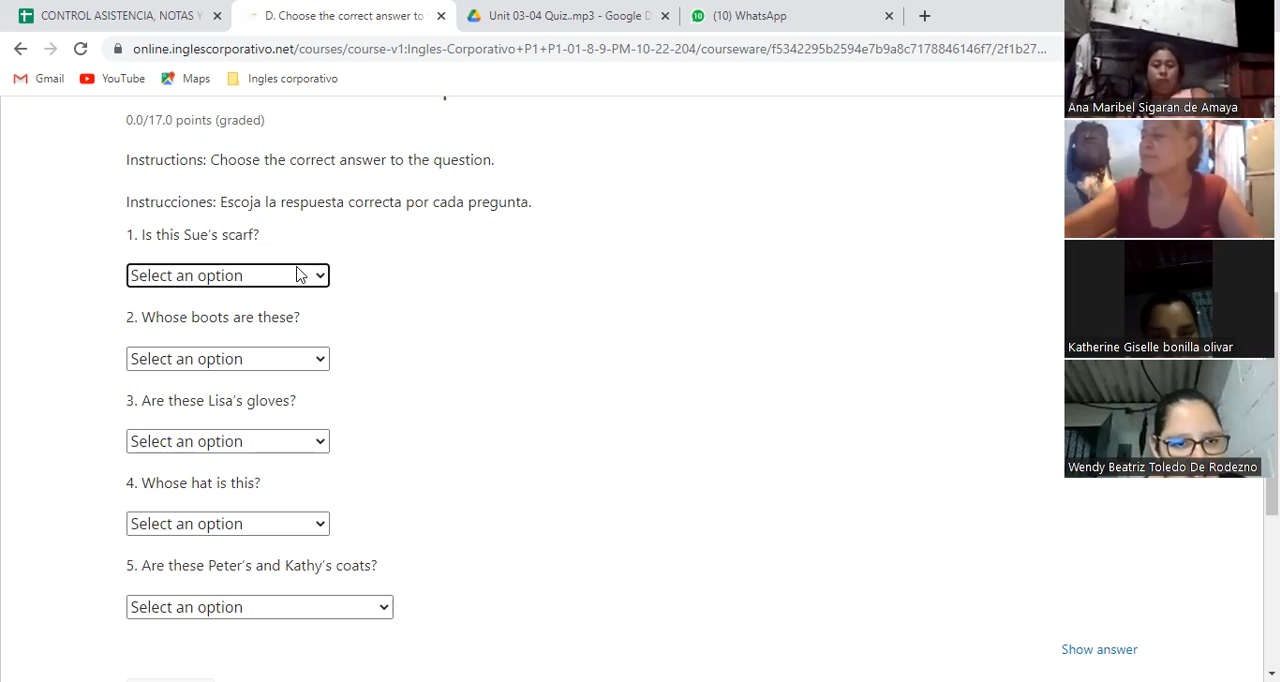 CONTROL ASISTENCIA, NOTAS Y
D. Choose the correct answer to
Unit 03-04 Quiz..mp3 - Google D
(10) WhatsApp
online.inglescorporativo.net/courses/course-v1:Ingles-Corporativo+P1+P1-01-8-9-PM-10-22-204/courseware/f5342295b2594e7b9a8c7178846146f7/2f1b27...
Gmail
YouTube
Maps
Ingles corporativo
0.0/17.0 points (graded)
Instructions: Choose the correct answer to the question.
Instrucciones: Escoja la respuesta correcta por cada pregunta.
1. Is this Sue's scarf?
Select an option
2. Whose boots are these?
Select an option
3. Are these Lisa's gloves?
Select an option
4. Whose hat is this?
Select an option
5. Are these Peter's and Kathy's coats?
Select an option
Show answer
Ana Maribel Sigaran de Amaya
Katherine Giselle bonilla olivar
Wendy Beatriz Toledo De Rodezno